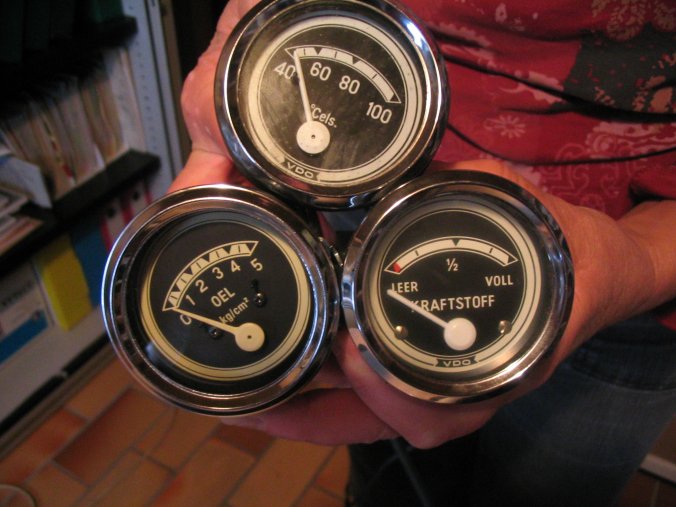 40 60 80 100
°Cels.
VDO
0 1 2 3 4 5
OEL
kg/cm²
½
LEER VOLL
KRAFTSTOFF
VDO